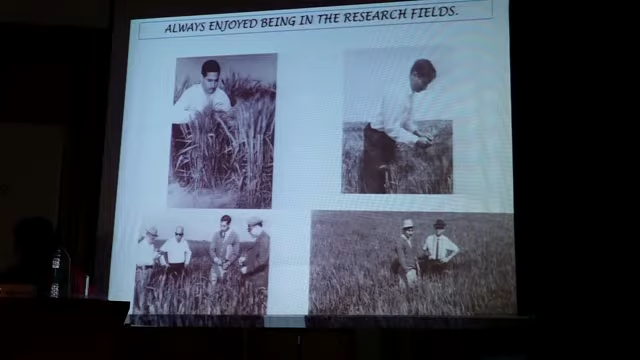 ALWAYS ENJOYED BEING IN THE RESEARCH FIELDS.